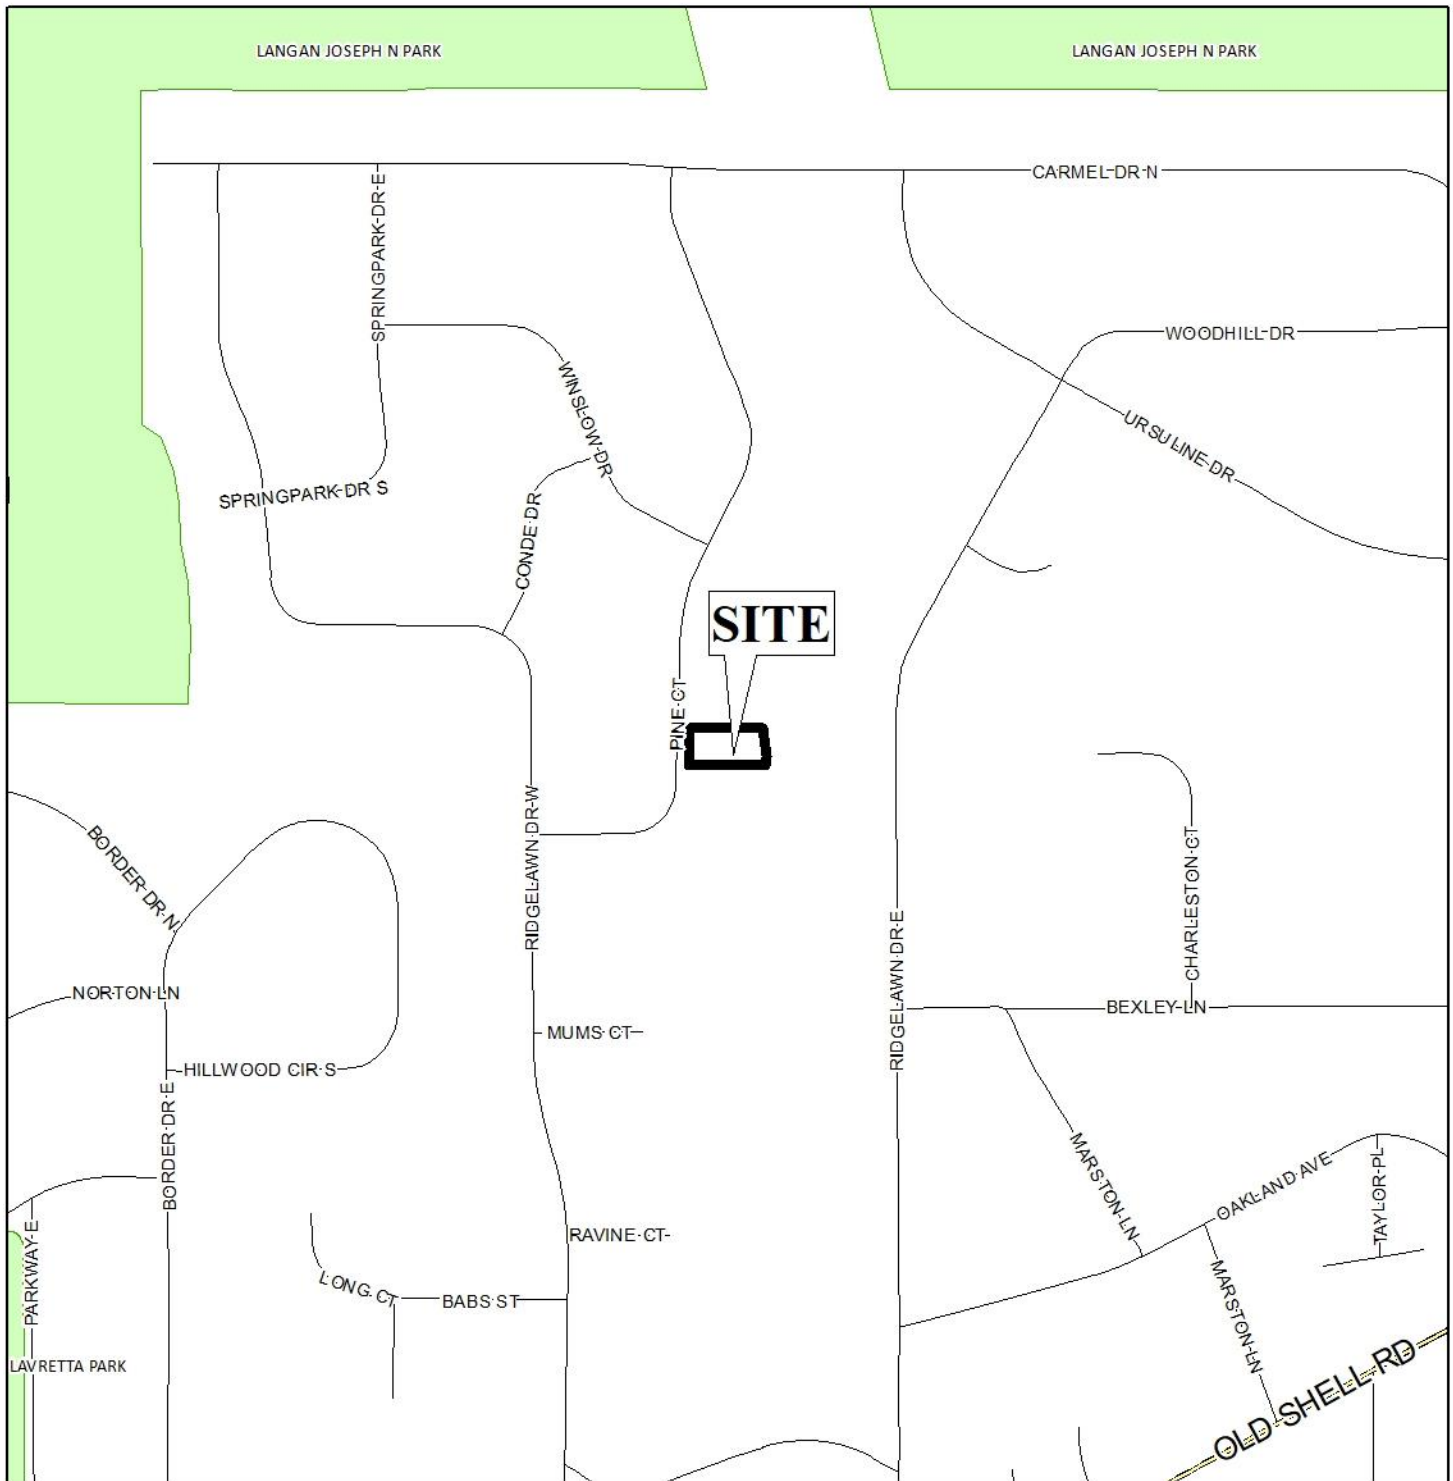 LANGAN JOSEPH N PARK
LANGAN JOSEPH N PARK
CARMEL DR N
SPRINGPARK DR E
WOODHILL DR
WINSLOW DR
URSULINE DR
SPRINGPARK DR S
CONDE DR
SITE
PINE CT
RIDGELAWN DR W
BORDER DR N
CHARLESTON CT
RIDGELAWN DR E
NORTON LN
BEXLEY LN
MUMS CT
HILLWOOD CIR S
BORDER DR E
MARSTON LN
OAKLAND AVE
TAYLOR PL
PARKWAY E
RAVINE CT
LONG CT
BABS ST
MARSTON LN
LAVRETTA PARK
OLD SHELL RD